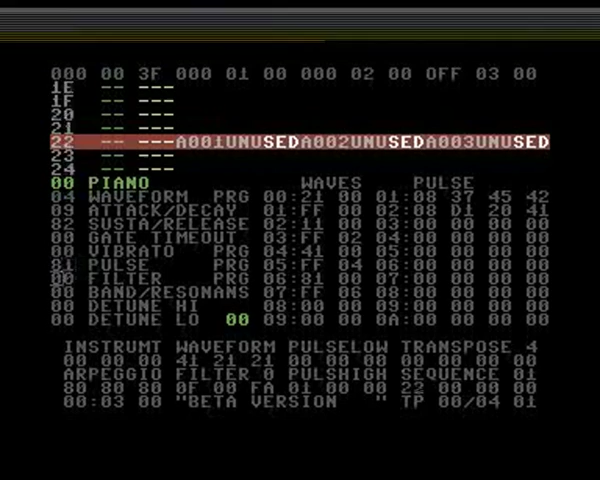 000 00 3F 000 01 00 000 02 00 OFF 03 00
1E -- ---
1F -- ---
20 -- ---
21 -- ---
22 -- ---A001UNUSEDA002UNUSEDA003UNUSED
23 -- ---
24 -- ---
00 PIANO WAVES PULSE
04 WAVEFORM PRG 00:21 00 01:08 37 45 42
09 ATTACK/DECAY 01:FF 00 02:08 D1 20 41
82 SUSTA/RELEASE 02:11 00 03:00 00 00 00
00 GATE TIMEOUT 03:FF 02 04:00 00 00 00
00 VIBRATO PRG 04:41 00 05:00 00 00 00
PULSE PRG 05:FF 04 06:00 00 00 00
FILTER PRG 06:81 00 07:00 00 00 00
00 BAND/RESONANS 07:FF 06 08:00 00 00 00
00 DETUNE HI 08:00 00 09:00 00 00 00
00 DETUNE LO 00 09:00 00 0A:00 00 00 00
INSTRUMT WAVEFORM PULSELOW TRANSPOSE 4
00 00 00 41 21 21 00 00 00 00 00 00 00
ARPEGGIO FILTER 0 PULSHIGH SEQUENCE 01
80 80 80 0F 00 FA 01 00 00 22 00 00 00
00:03 00 "BETA VERSION " TP 00/04 01